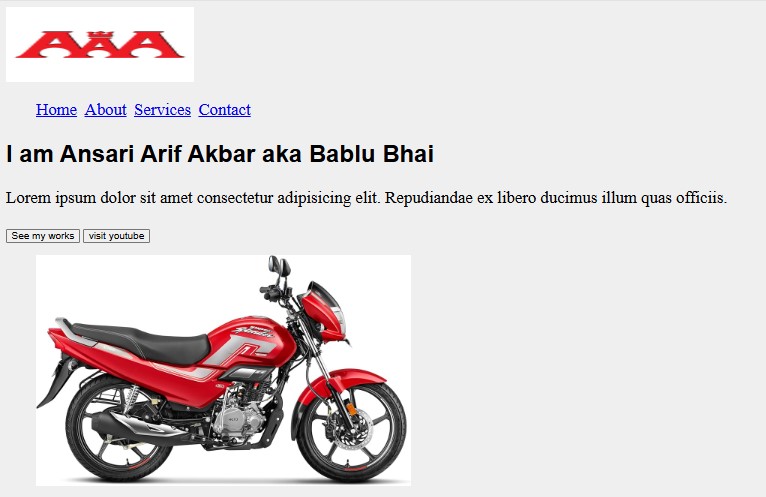 AAA
Home About Services Contact
I am Ansari Arif Akbar aka Bablu Bhai
Lorem ipsum dolor sit amet consectetur adipisicing elit. Repudiandae ex libero ducimus illum quas officiis.
See my works visit youtube